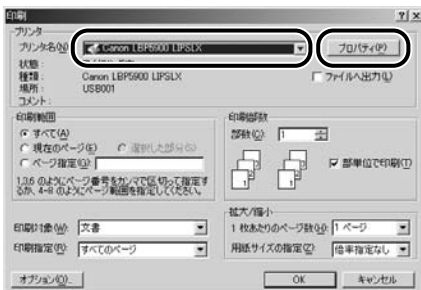 印刷
プリンタ
プリンタ名(N): Canon LBP5900 LIPSLX プロパティ(P)
状態:
種類: Canon LBP5900 LIPSLX ファイルへ出力(L)
場所: USB001
コメント:
印刷範囲
すべて(A)
現在のページ(E) 選択した部分(S)
ページ指定(G):
1,3,6 のようにページ番号をカンマで区切って指定す
るか、4-8 のようにページ範囲を指定してください。
印刷部数
部数(C): 1
部単位で印刷(T)
印刷対象(W): 文書
印刷指定(R): すべてのページ
拡大/縮小
1 枚あたりのページ数(H): 1 ページ
用紙サイズの指定(Z): 倍率指定なし
オプション(O)... OK キャンセル